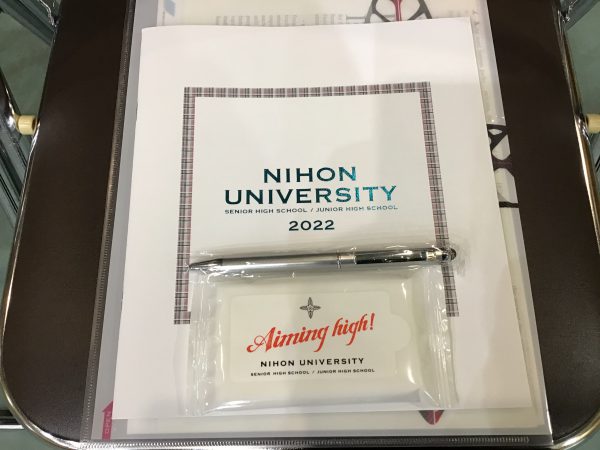 NIHON
UNIVERSITY
SENIOR HIGH SCHOOL / JUNIOR HIGH SCHOOL
2022
Aiming high!
NIHON UNIVERSITY
SENIOR HIGH SCHOOL / JUNIOR HIGH SCHOOL